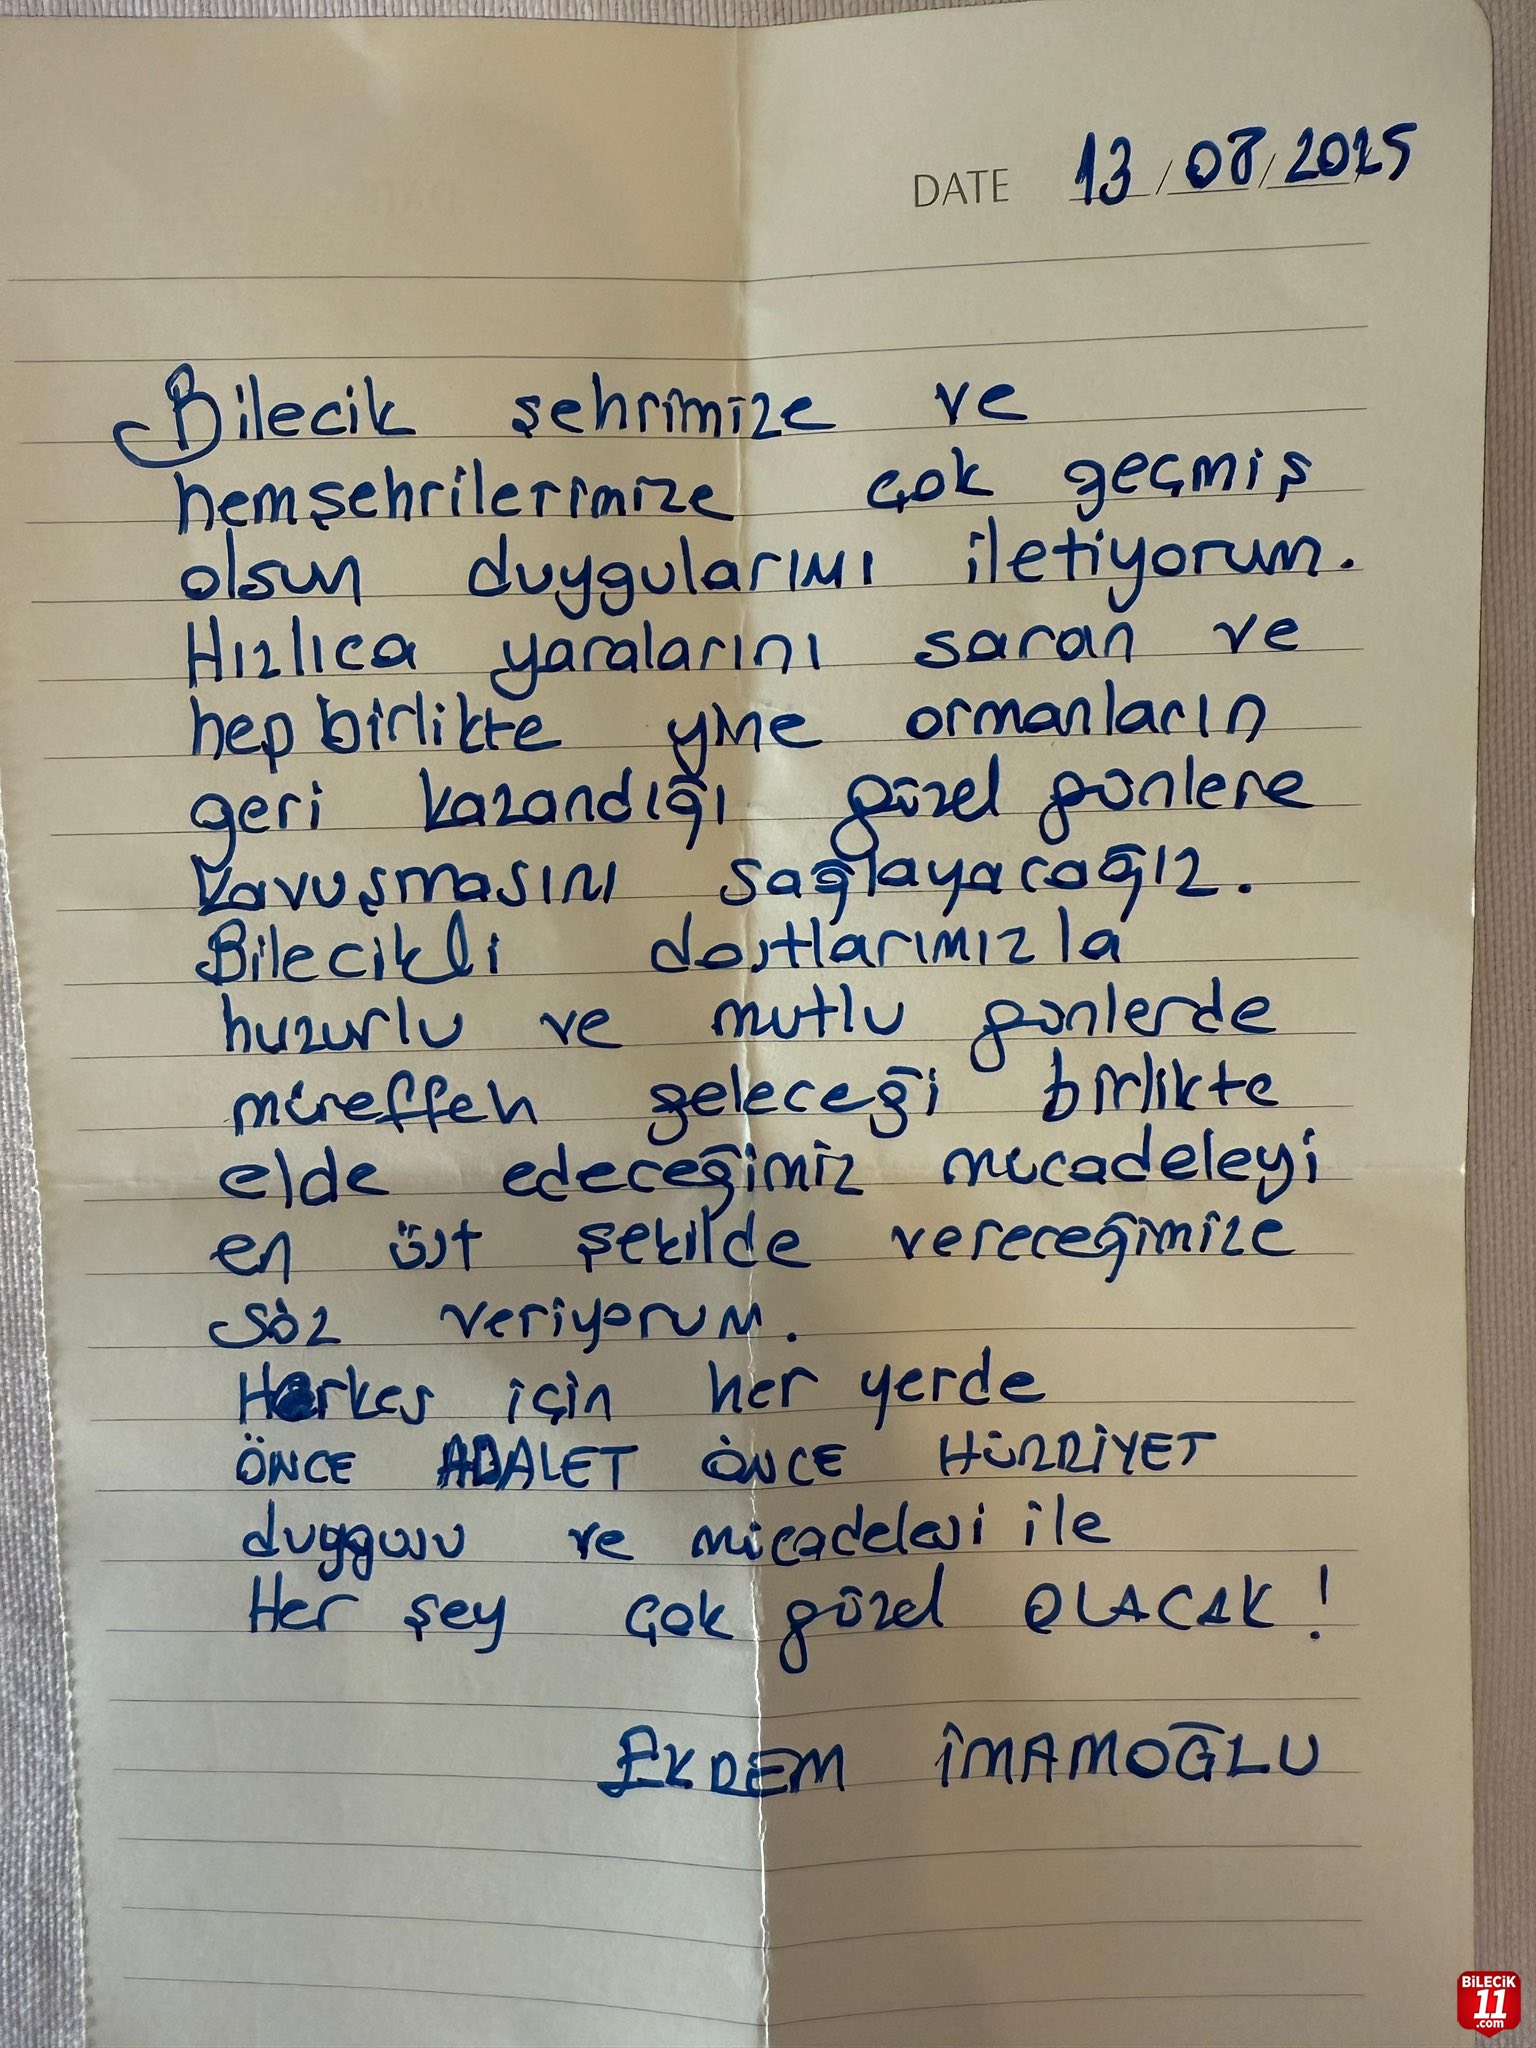 DATE 13/08/2025
Bilecik şehrimize ve
hemşehrilerimize çok geçmiş
olsun duygularımı iletiyorum.
Hızlıca yaralarını saran ve
hep birlikte yine ormanların
geri kazandığı güzel günlere
kavuşmasını sağlayacağız.
Bilecikli dostlarımızla
huzurlu ve mutlu günlerde
müreffeh geleceği birlikte
elde edeceğimiz mücadeleyi
en üst şekilde vereceğimize
söz veriyorum.
Herkes için her yerde
ÖNCE ADALET ÖNCE HÜRRİYET
duygusu ve mücadelesi ile
Her şey çok güzel OLACAK!
EKREM İMAMOĞLU
BiLECiK
11
.com